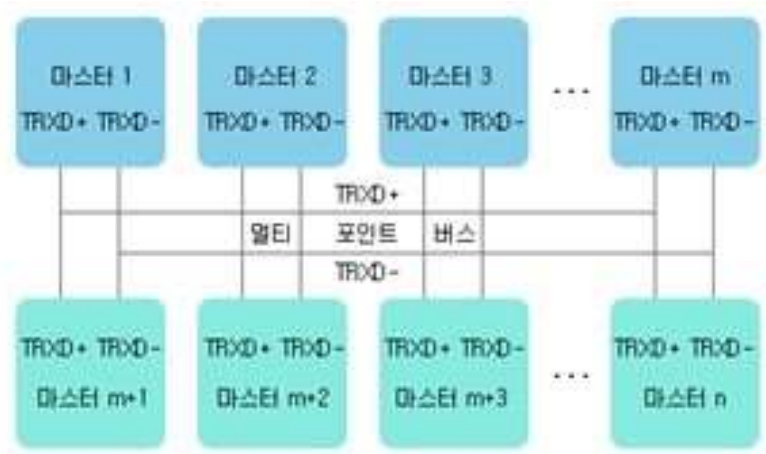 마스터 1 마스터 2 마스터 3 마스터 m
TRXD+ TRXD- TRXD+ TRXD- TRXD+ TRXD- ... TRXD+ TRXD-
TRXD+
멀티 포인트 버스
TRXD-
TRXD+ TRXD- TRXD+ TRXD- TRXD+ TRXD- ... TRXD+ TRXD-
마스터 m+1 마스터 m+2 마스터 m+3 마스터 n